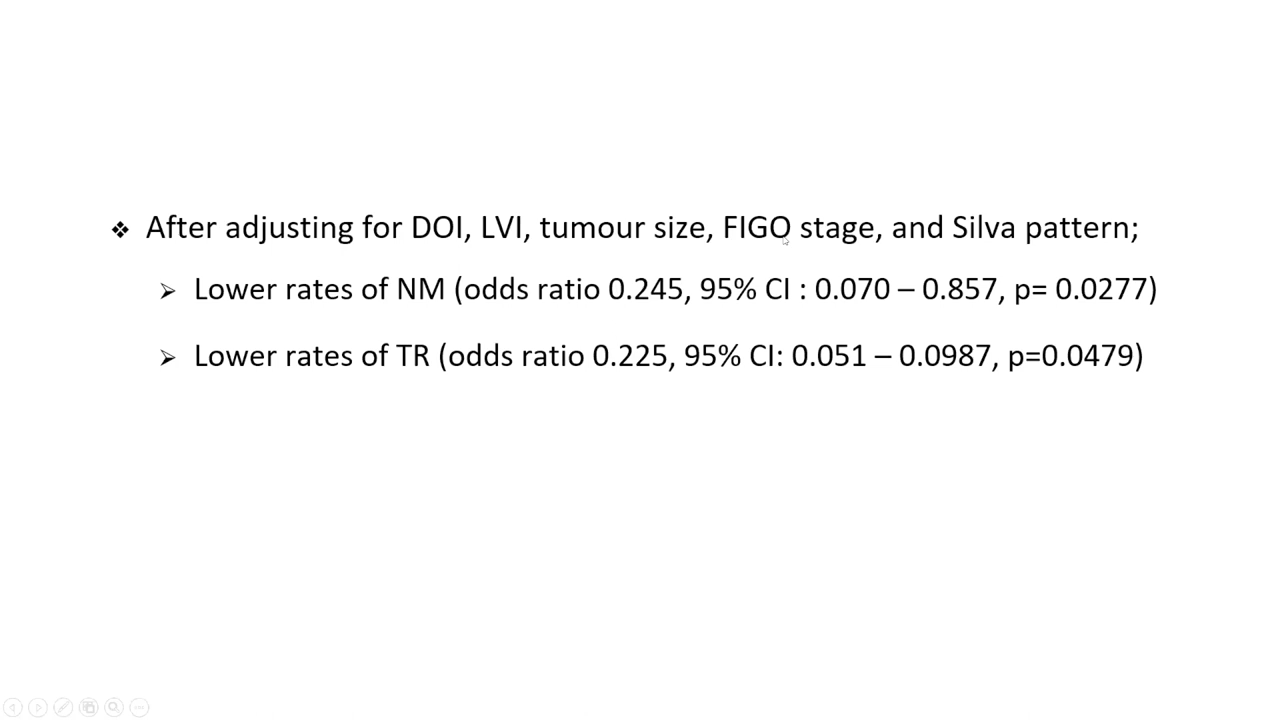 After adjusting for DOI, LVI, tumour size, FIGO stage, and Silva pattern;
Lower rates of NM (odds ratio 0.245, 95% CI : 0.070 – 0.857, p= 0.0277)
Lower rates of TR (odds ratio 0.225, 95% CI: 0.051 – 0.0987, p=0.0479)